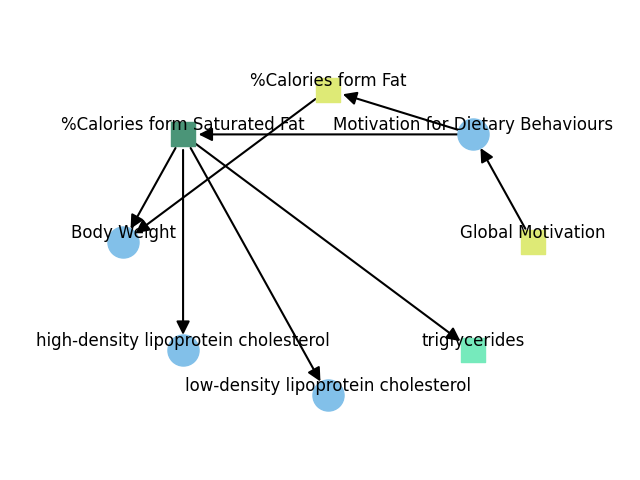 %Calories form Fat
%Calories form Saturated Fat
Motivation for Dietary Behaviours
Body Weight
Global Motivation
high-density lipoprotein cholesterol
triglycerides
low-density lipoprotein cholesterol